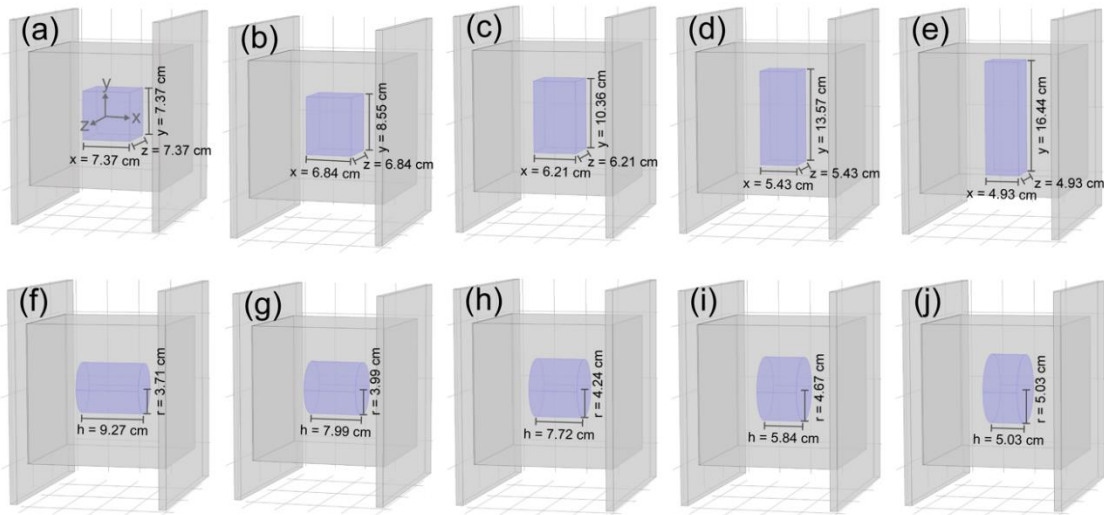 (a)
y
x
z
y = 7.37 cm
z = 7.37 cm
x = 7.37 cm
(b)
y = 8.55 cm
z = 6.84 cm
x = 6.84 cm
(c)
y = 10.36 cm
z = 6.21 cm
x = 6.21 cm
(d)
y = 13.57 cm
z = 5.43 cm
x = 5.43 cm
(e)
y = 16.44 cm
z = 4.93 cm
x = 4.93 cm
(f)
r = 3.71 cm
h = 9.27 cm
(g)
r = 3.99 cm
h = 7.99 cm
(h)
r = 4.24 cm
h = 7.72 cm
(i)
r = 4.67 cm
h = 5.84 cm
(j)
r = 5.03 cm
h = 5.03 cm